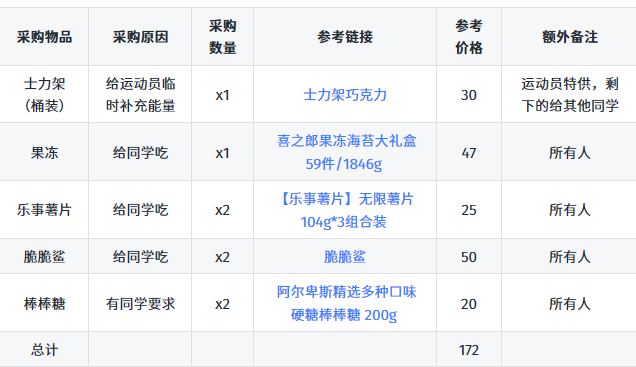 采购物品 采购原因 采购数量 参考链接 参考价格 额外备注
士力架（桶装） 给运动员临时补充能量 x1 士力架巧克力 30 运动员特供，剩下的给其他同学
果冻 给同学吃 x1 喜之郎果冻海苔大礼盒 59件/1846g 47 所有人
乐事薯片 给同学吃 x2 【乐事薯片】无限薯片 104g*3组合装 25 所有人
脆脆鲨 给同学吃 x2 脆脆鲨 50 所有人
棒棒糖 有同学要求 x2 阿尔卑斯精选多种口味硬糖棒棒糖 200g 20 所有人
总计 172